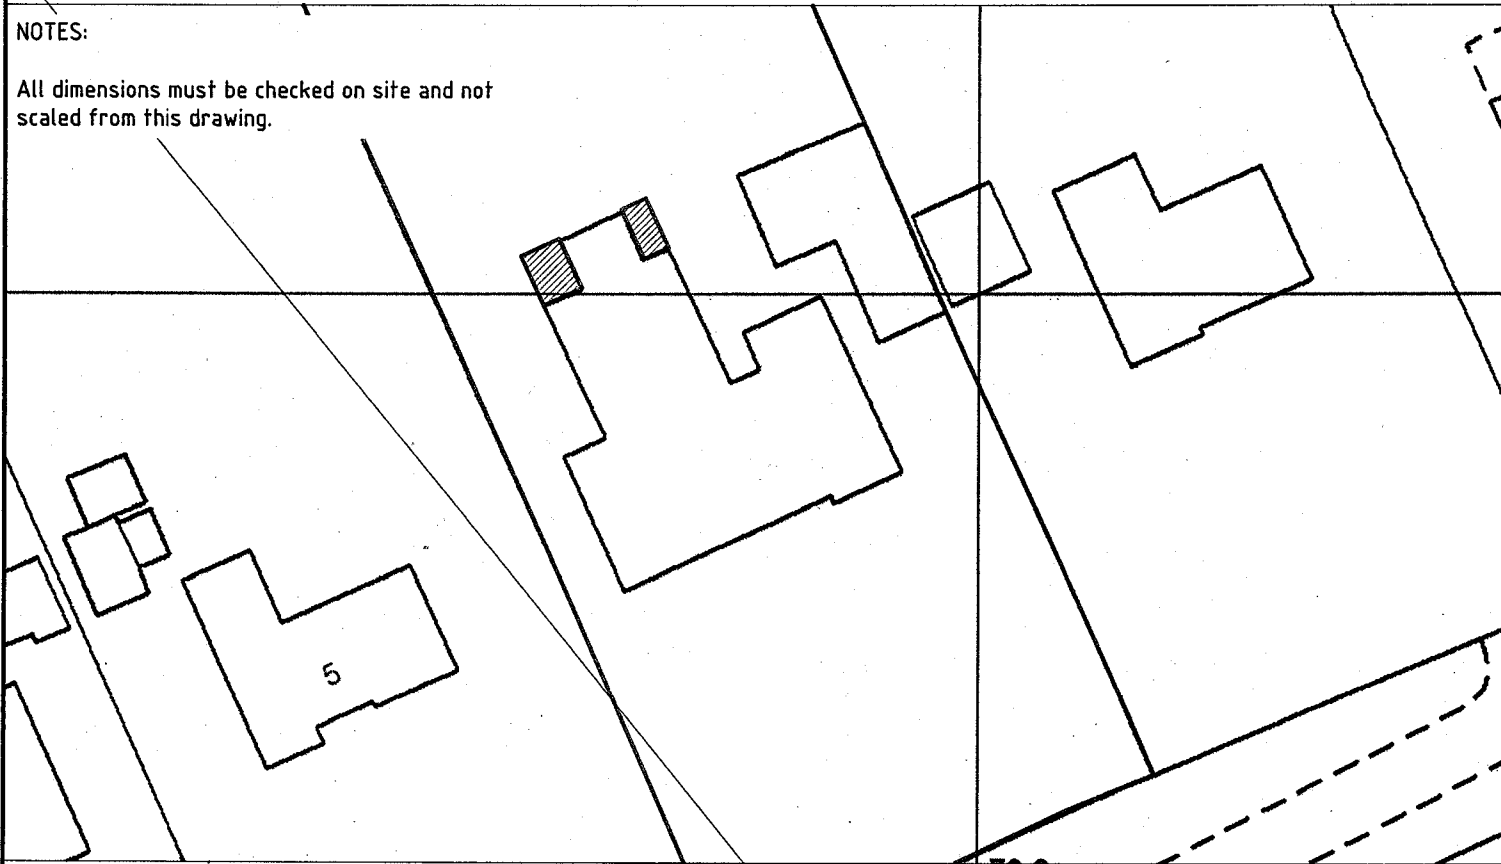 NOTES:
All dimensions must be checked on site and not
scaled from this drawing.
5